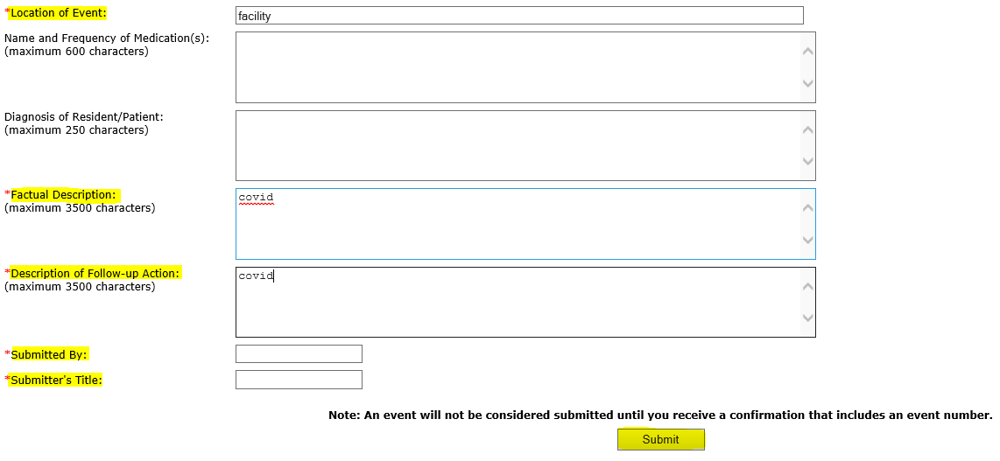 *Location of Event: facility
Name and Frequency of Medication(s):
(maximum 600 characters)
Diagnosis of Resident/Patient:
(maximum 250 characters)
*Factual Description: covid
(maximum 3500 characters)
*Description of Follow-up Action: covid
(maximum 3500 characters)
*Submitted By:
*Submitter's Title:
Note: An event will not be considered submitted until you receive a confirmation that includes an event number.
Submit